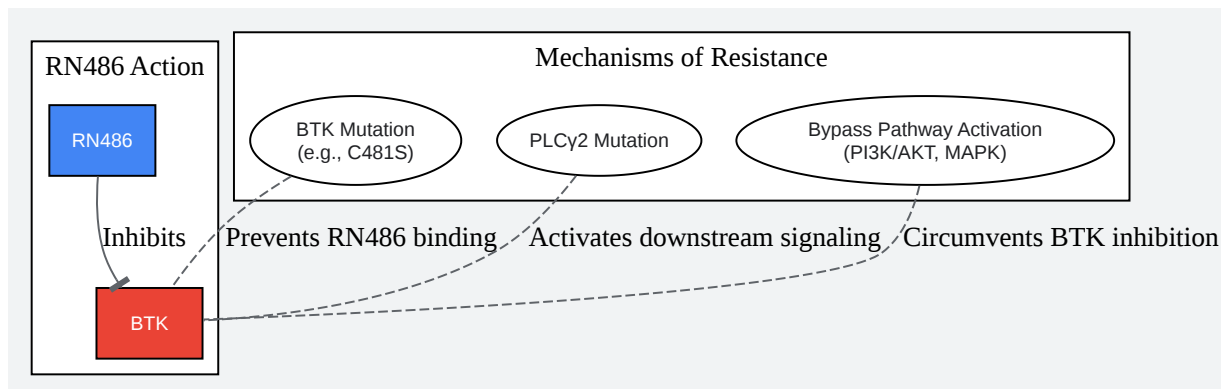 RN486 Action
Mechanisms of Resistance
RN486
BTK Mutation
(e.g., C481S)
PLCγ2 Mutation
Bypass Pathway Activation
(PI3K/AKT, MAPK)
Inhibits
Prevents RN486 binding
Activates downstream signaling
Circumvents BTK inhibition
BTK